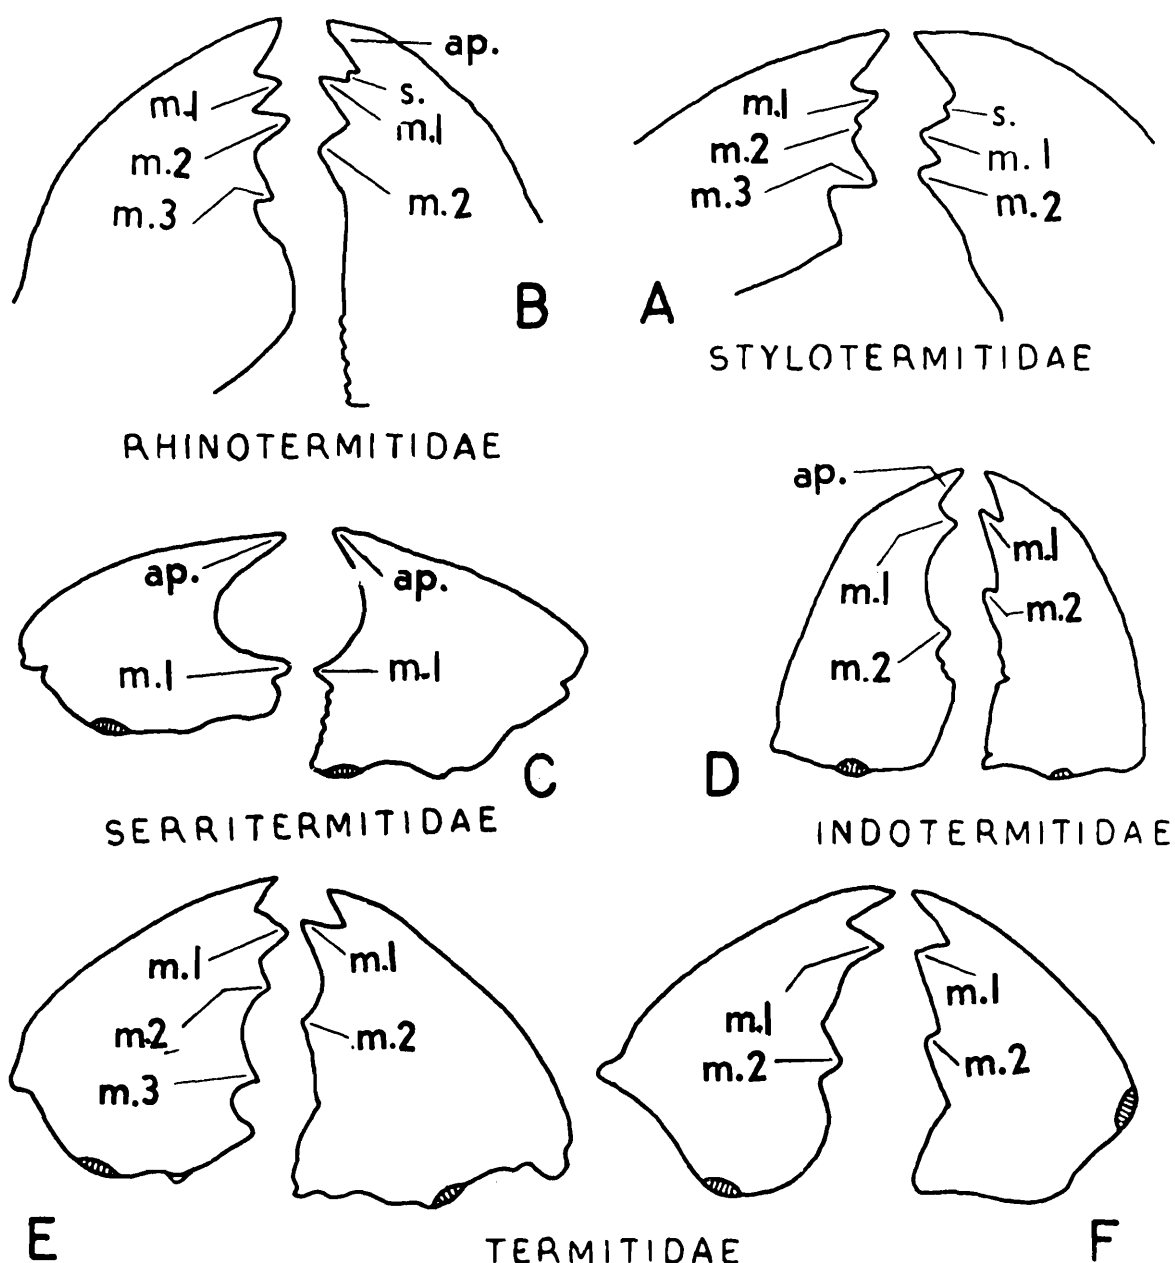 ap.
m.1
s.
m.1
m.2
m.3
m.2
B
RHINOTERMITIDAE
m.1
s.
m.2
m.1
m.3
m.2
A
STYLOTERMITIDAE
ap.
ap.
m.1
m.1
C
SERRITERMITIDAE
ap.
m.1
m.1
m.2
m.2
D
INDOTERMITIDAE
m.1
m.1
m.2
m.2
m.3
E
m.1
m.1
m.2
m.2
F
TERMITIDAE